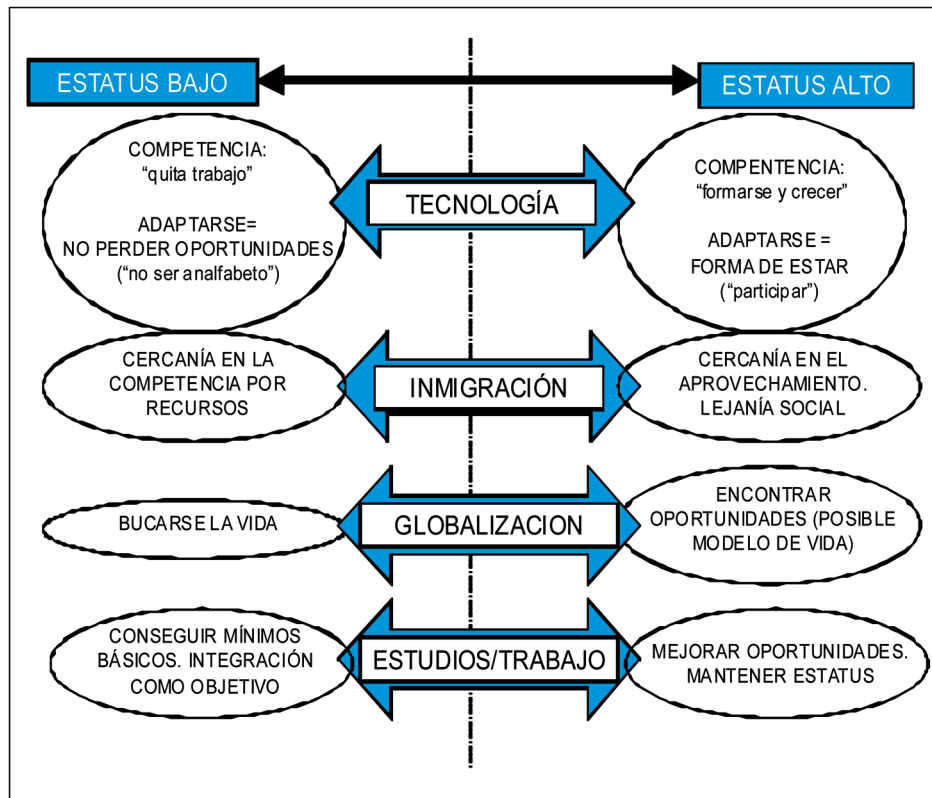 ESTATUS BAJO
ESTATUS ALTO
COMPETENCIA:
“quita trabajo”
ADAPTARSE=
NO PERDER OPORTUNIDADES
(“no ser analfabeto”)
TECNOLOGÍA
COMPENTENCIA:
“formarse y crecer”
ADAPTARSE =
FORMA DE ESTAR
(“participar”)
CERCANÍA EN LA
COMPETENCIA POR
RECURSOS
INMIGRACIÓN
CERCANÍA EN EL
APROVECHAMIENTO.
LEJANÍA SOCIAL
BUCARSE LA VIDA
GLOBALIZACION
ENCONTRAR
OPORTUNIDADES (POSIBLE
MODELO DE VIDA)
CONSEGUIR MÍNIMOS
BÁSICOS. INTEGRACIÓN
COMO OBJETIVO
ESTUDIOS/TRABAJO
MEJORAR OPORTUNIDADES.
MANTENER ESTATUS